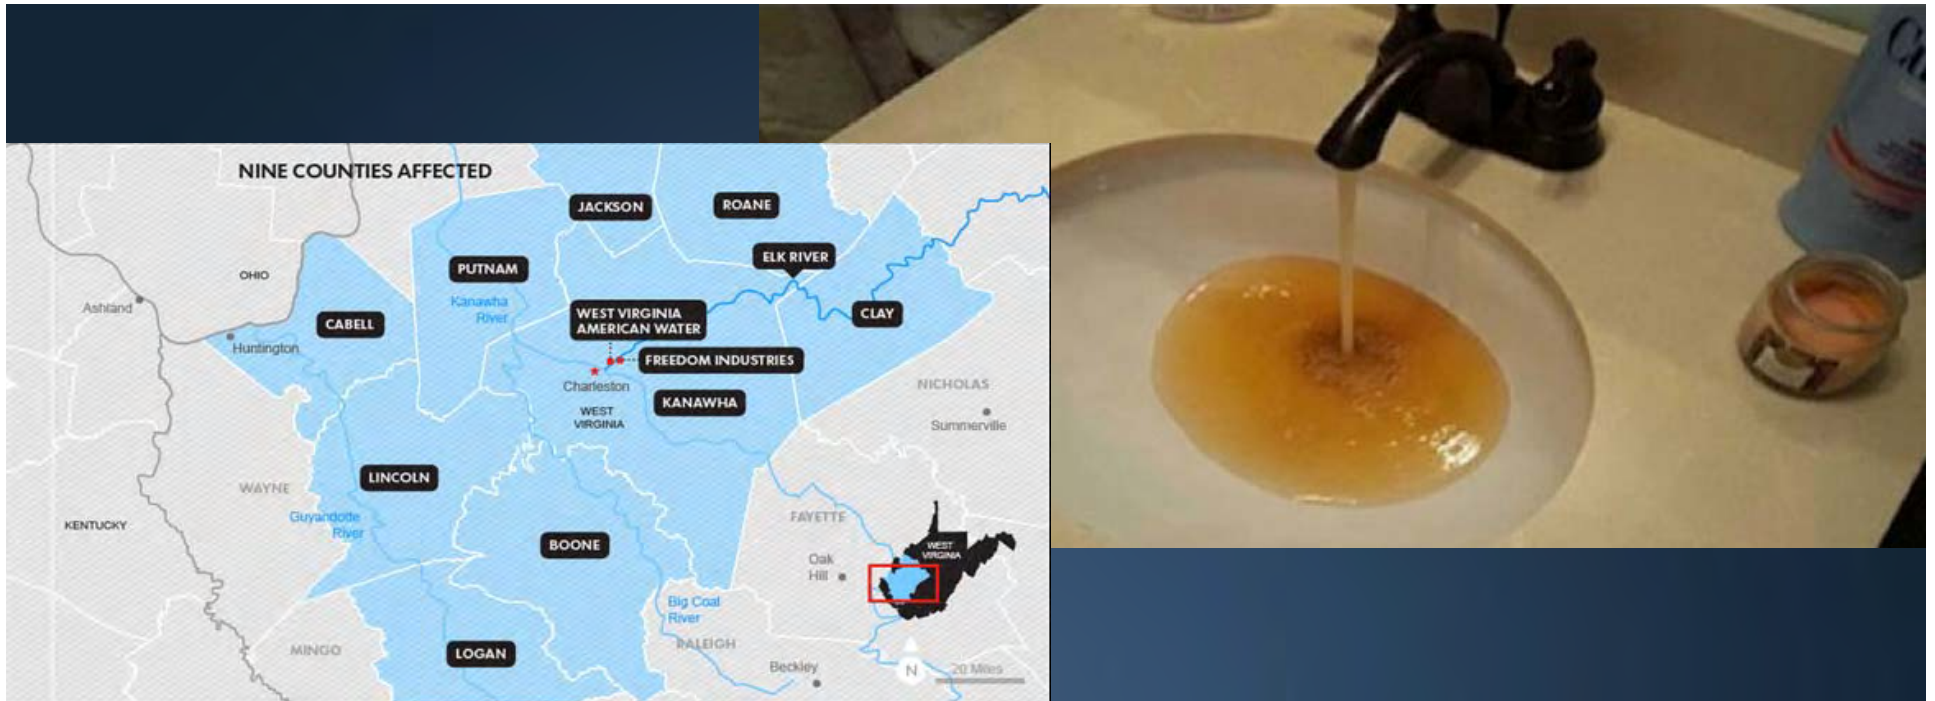 NINE COUNTIES AFFECTED
JACKSON
ROANE
ELK RIVER
PUTNAM
OHIO
Kanawha
River
Ashland
CABELL
WEST VIRGINIA
AMERICAN WATER
CLAY
Huntington
FREEDOM INDUSTRIES
Charleston
KANAWHA
NICHOLAS
WEST
VIRGINIA
Summerville
LINCOLN
WAYNE
Guyandotte
River
KENTUCKY
FAYETTE
BOONE
WEST
VIRGINIA
Oak
Hill
Big Coal
River
RALEIGH
MINGO
LOGAN
Beckley
N
20 Miles